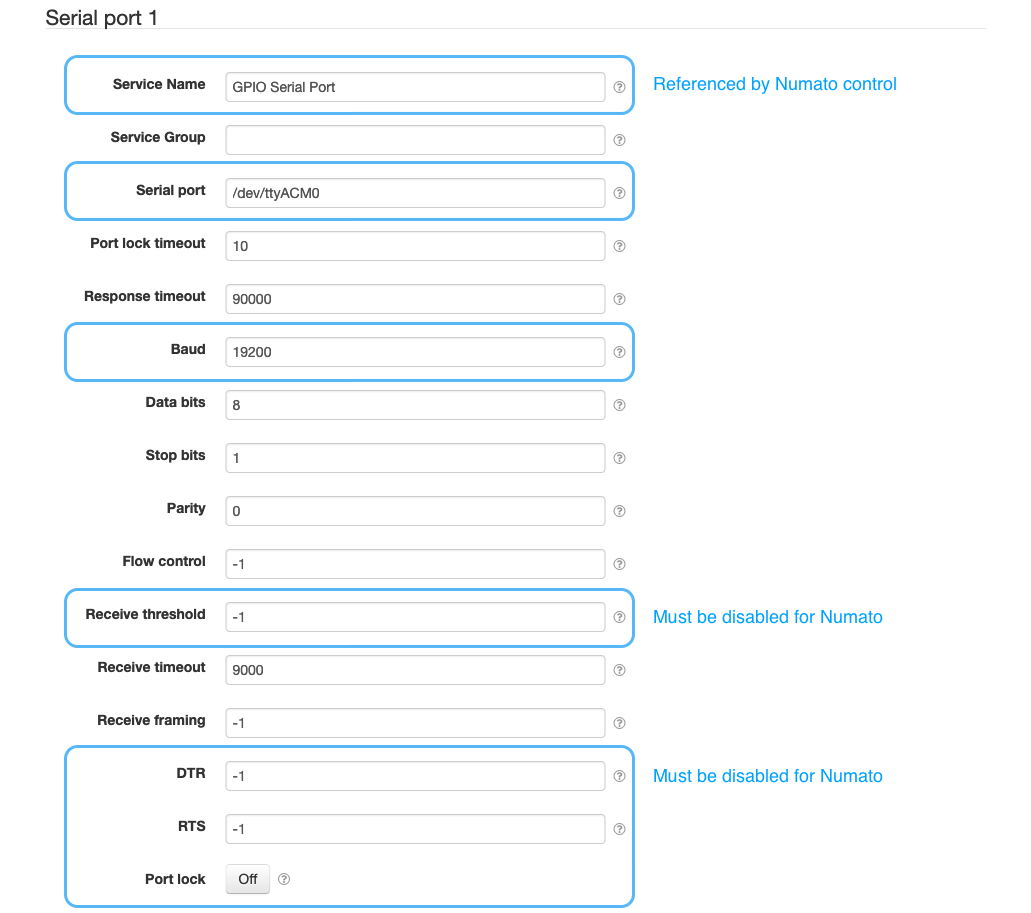 Serial port 1
Service Name GPIO Serial Port Referenced by Numato control
Service Group
Serial port /dev/ttyACM0
Port lock timeout 10
Response timeout 90000
Baud 19200
Data bits 8
Stop bits 1
Parity 0
Flow control -1
Receive threshold -1 Must be disabled for Numato
Receive timeout 9000
Receive framing -1
DTR -1 Must be disabled for Numato
RTS -1
Port lock Off